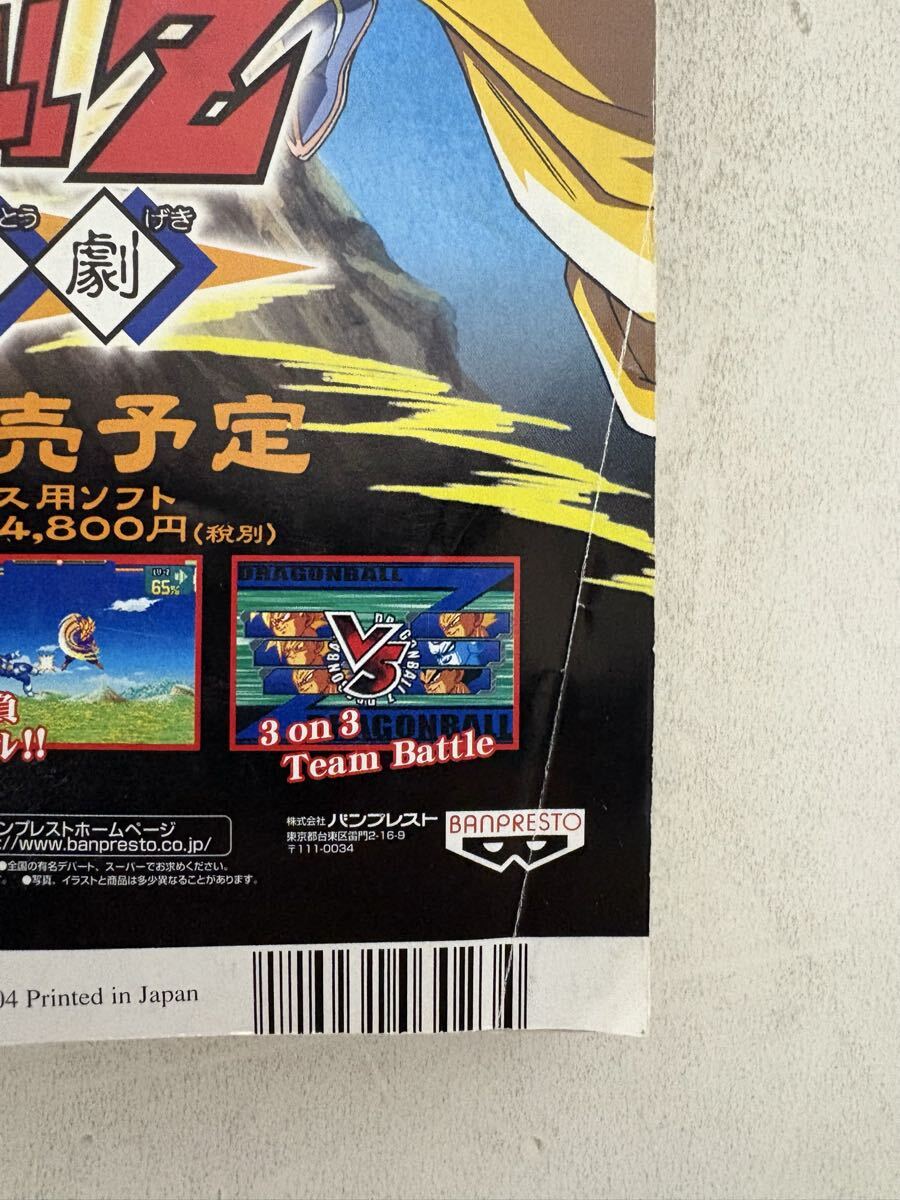 Z
とう げき
劇
売予定
ス用ソフト
4,800円(税別)
65%
DRAGONBALL
VS
DRAGONBALL Z
負
ル!!
3 on 3
DRAGONBALL
Team Battle
ンプレストホームページ
://www.banpresto.co.jp/
●全国の有名デパート、スーパーでお求めください。
す。 ●写真、イラストと商品は多少異なることがあります。
株式会社 バンプレスト
東京都台東区雷門2-16-9
〒111-0034
BANPRESTO
04 Printed in Japan